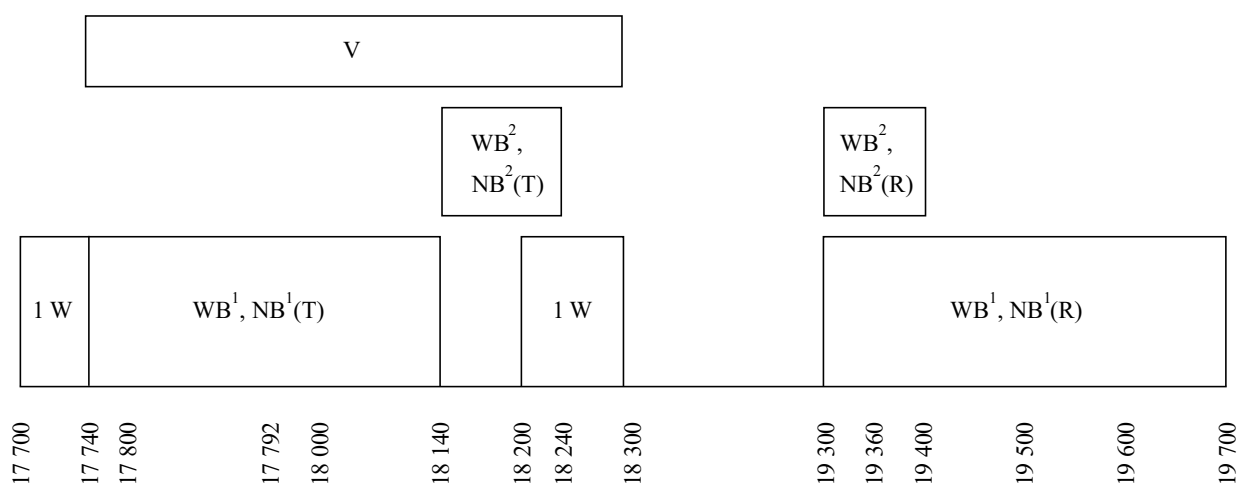 V
WB², NB²(T)
WB², NB²(R)
1 W
WB¹, NB¹(T)
1 W
WB¹, NB¹(R)
17 700
17 740
17 800
17 792
18 000
18 140
18 200
18 240
18 300
19 300
19 360
19 400
19 500
19 600
19 700